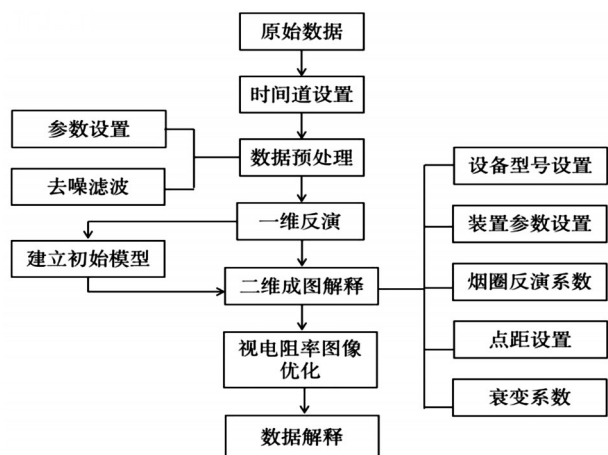 原始数据
时间道设置
参数设置
数据预处理
去噪滤波
设备型号设置
一维反演
装置参数设置
建立初始模型
二维成图解释
烟圈反演系数
视电阻率图像
优化
点距设置
衰变系数
数据解释